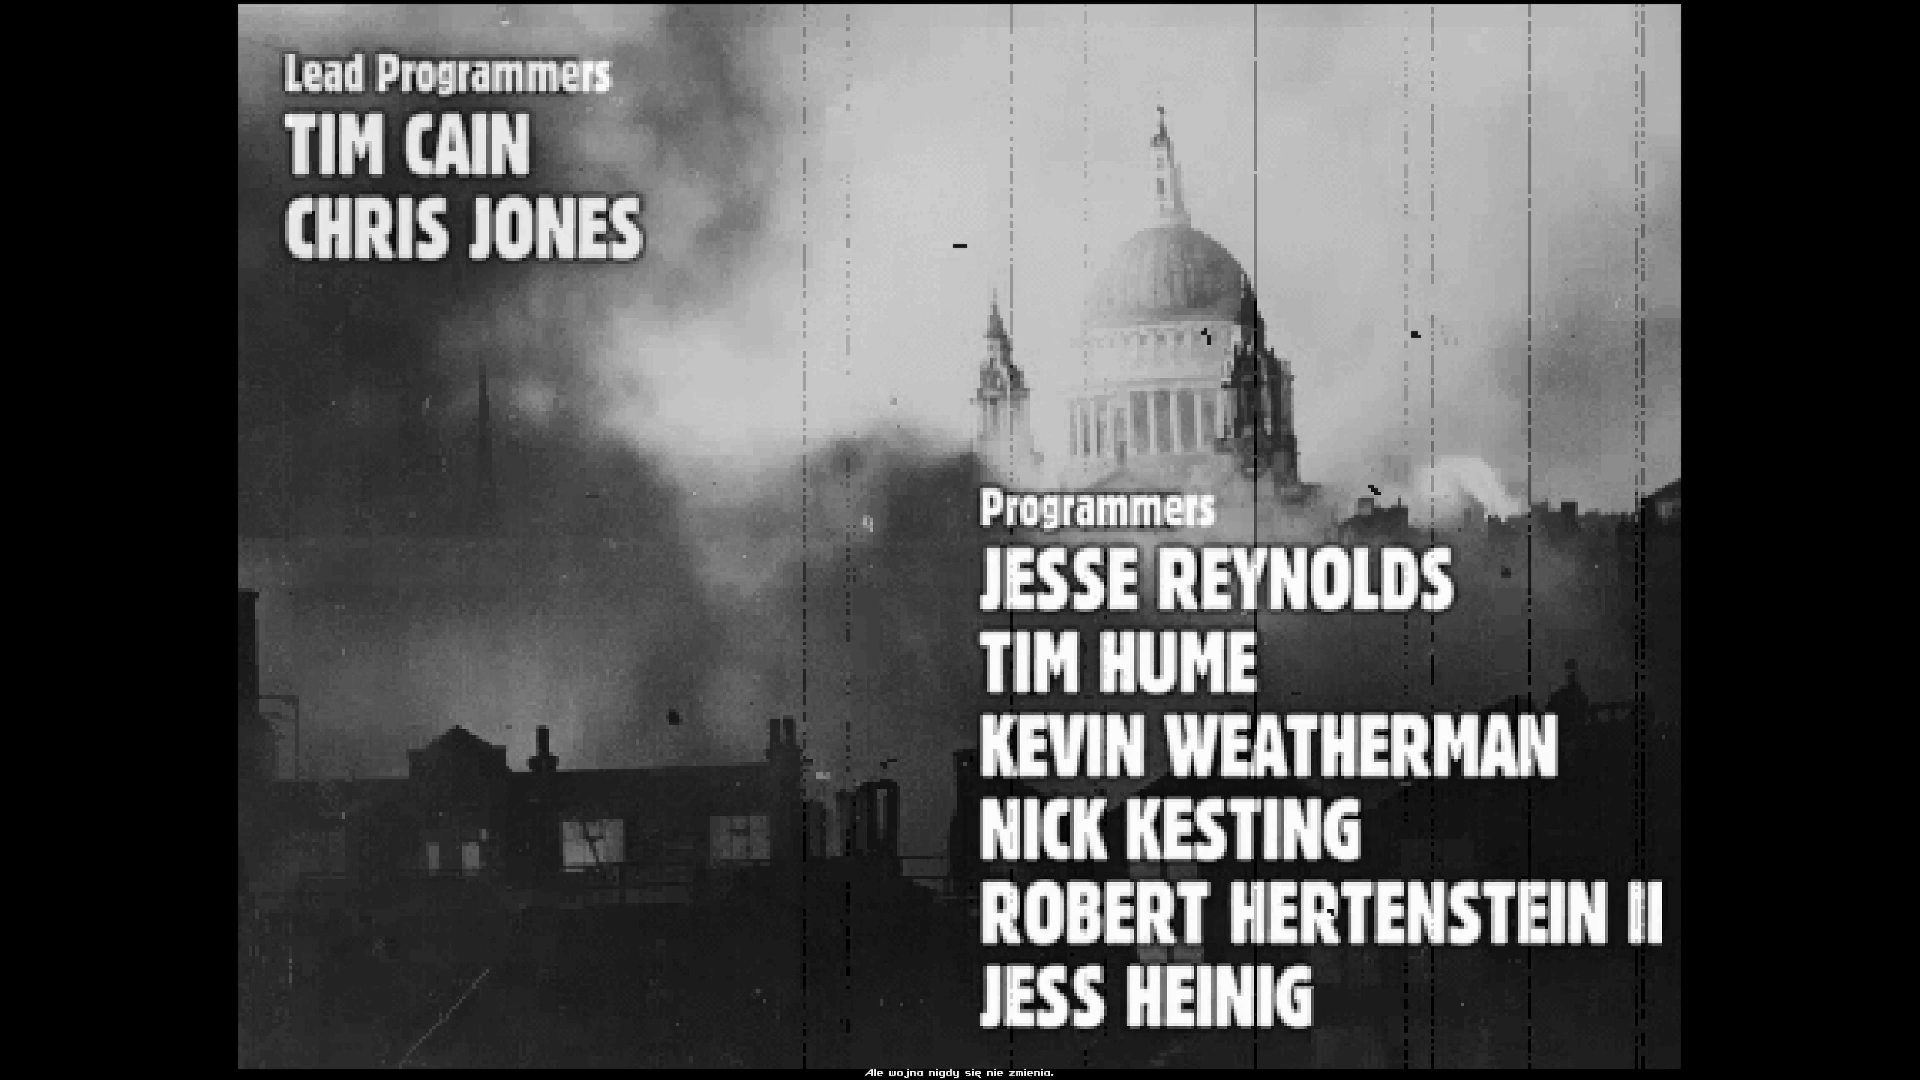 Lead Programmers
TIM CAIN
CHRIS JONES
Programmers
JESSE REYNOLDS
TIM HUME
KEVIN WEATHERMAN
NICK KESTING
ROBERT HERTENSTEIN II
JESS HEINIG
Ale wojna nigdy się nie zmienia.